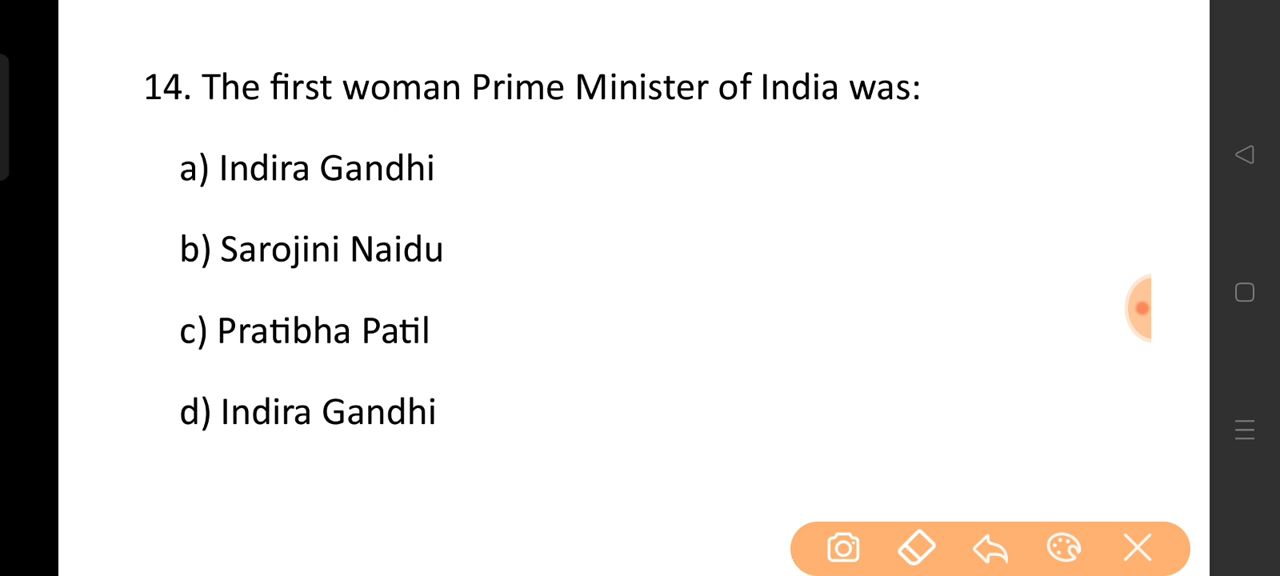 14. The first woman Prime Minister of India was:
a) Indira Gandhi
b) Sarojini Naidu
c) Pratibha Patil
d) Indira Gandhi